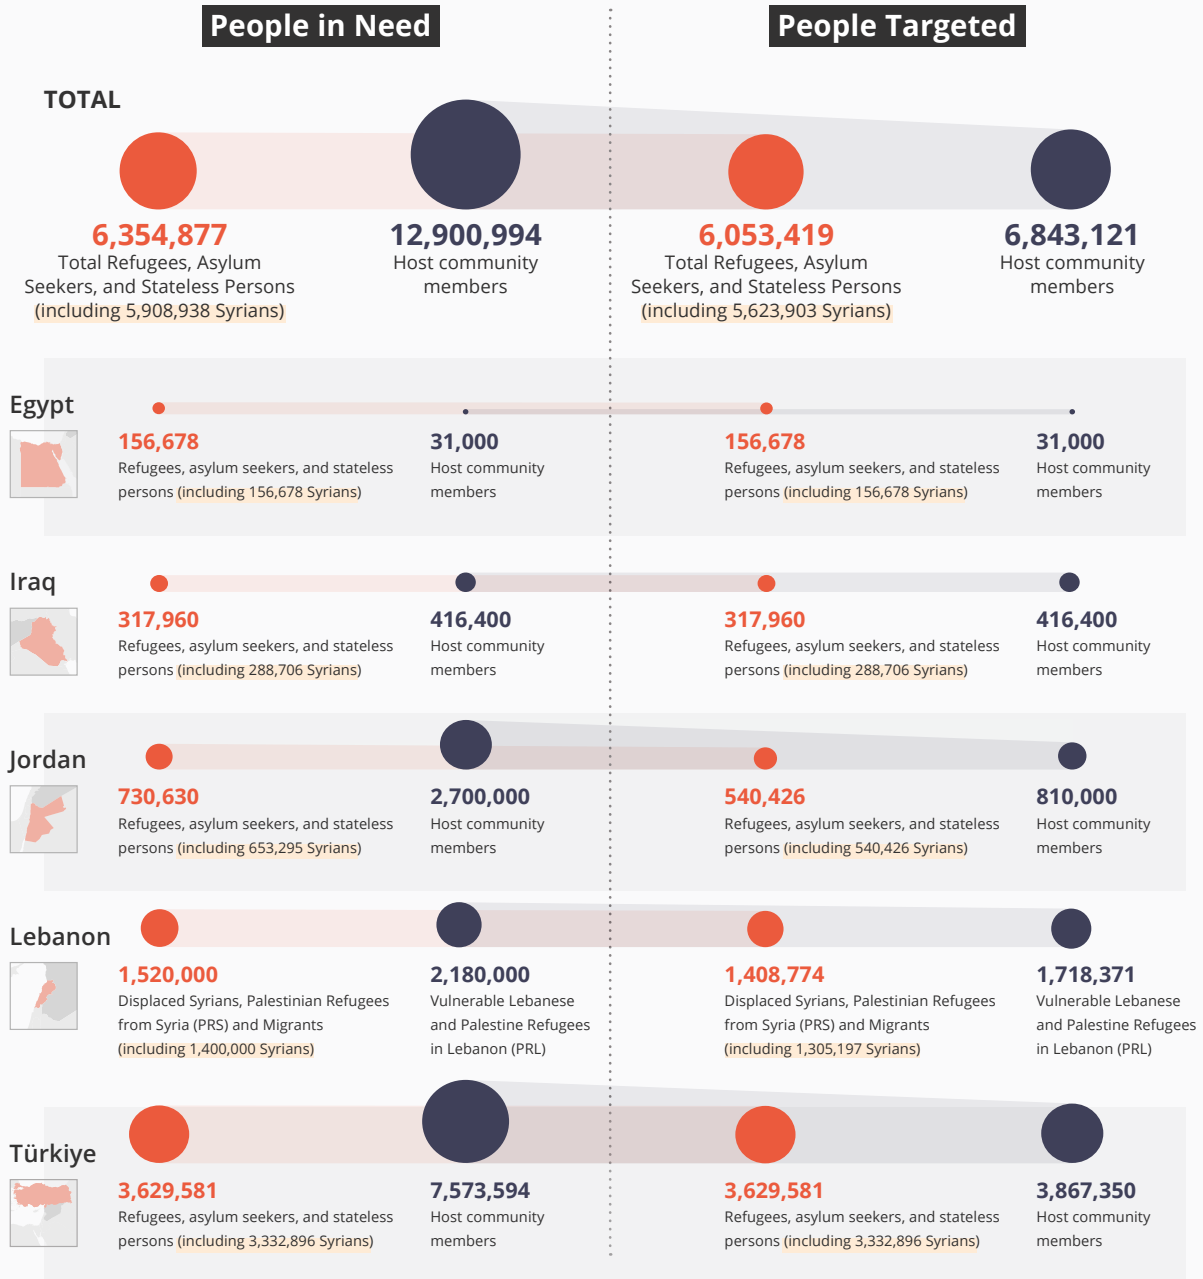 People in Need
People Targeted
TOTAL
6,354,877
Total Refugees, Asylum
Seekers, and Stateless Persons
(including 5,908,938 Syrians)
12,900,994
Host community
members
6,053,419
Total Refugees, Asylum
Seekers, and Stateless Persons
(including 5,623,903 Syrians)
6,843,121
Host community
members
Egypt
156,678
Refugees, asylum seekers, and stateless
persons (including 156,678 Syrians)
31,000
Host community
members
156,678
Refugees, asylum seekers, and stateless
persons (including 156,678 Syrians)
31,000
Host community
members
Iraq
317,960
Refugees, asylum seekers, and stateless
persons (including 288,706 Syrians)
416,400
Host community
members
317,960
Refugees, asylum seekers, and stateless
persons (including 288,706 Syrians)
416,400
Host community
members
Jordan
730,630
Refugees, asylum seekers, and stateless
persons (including 653,295 Syrians)
2,700,000
Host community
members
540,426
Refugees, asylum seekers, and stateless
persons (including 540,426 Syrians)
810,000
Host community
members
Lebanon
1,520,000
Displaced Syrians, Palestinian Refugees
from Syria (PRS) and Migrants
(including 1,400,000 Syrians)
2,180,000
Vulnerable Lebanese
and Palestine Refugees
in Lebanon (PRL)
1,408,774
Displaced Syrians, Palestinian Refugees
from Syria (PRS) and Migrants
(including 1,305,197 Syrians)
1,718,371
Vulnerable Lebanese
and Palestine Refugees
in Lebanon (PRL)
Türkiye
3,629,581
Refugees, asylum seekers, and stateless
persons (including 3,332,896 Syrians)
7,573,594
Host community
members
3,629,581
Refugees, asylum seekers, and stateless
persons (including 3,332,896 Syrians)
3,867,350
Host community
members